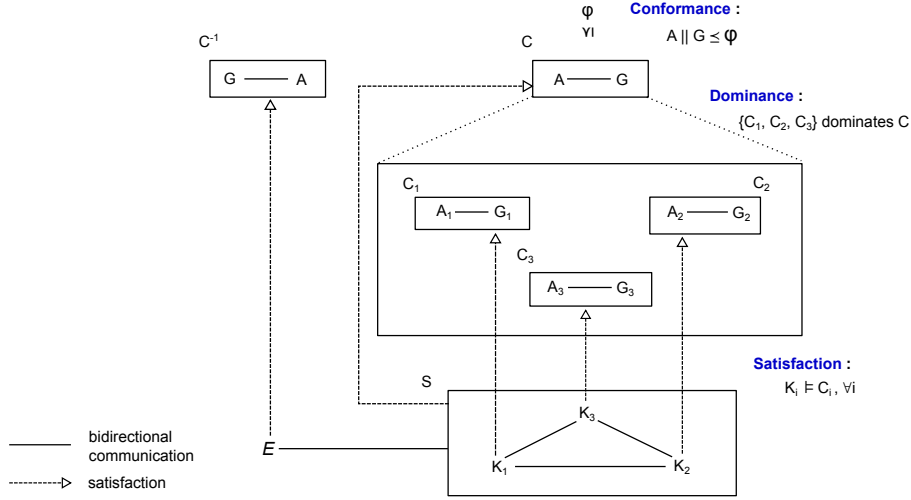 φ
≽
Conformance :
A || G ≼ φ
C⁻¹
G A
C
A G
Dominance :
{C₁, C₂, C₃} dominates C
C₁
A₁ G₁
C₂
A₂ G₂
C₃
A₃ G₃
Satisfaction :
Kᵢ ⊧ Cᵢ , ∀i
S
K₃
E
K₁
K₂
bidirectional
communication
satisfaction